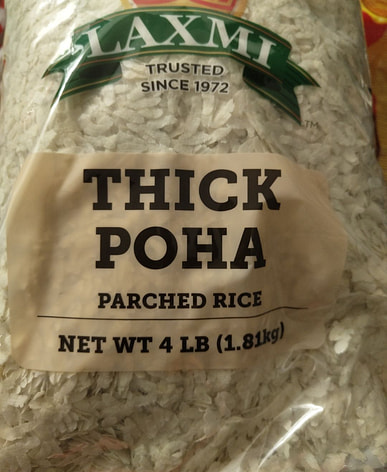 LAXMI
TRUSTED
SINCE 1972
TM
THICK
POHA
PARCHED RICE
NET WT 4 LB (1.81kg)